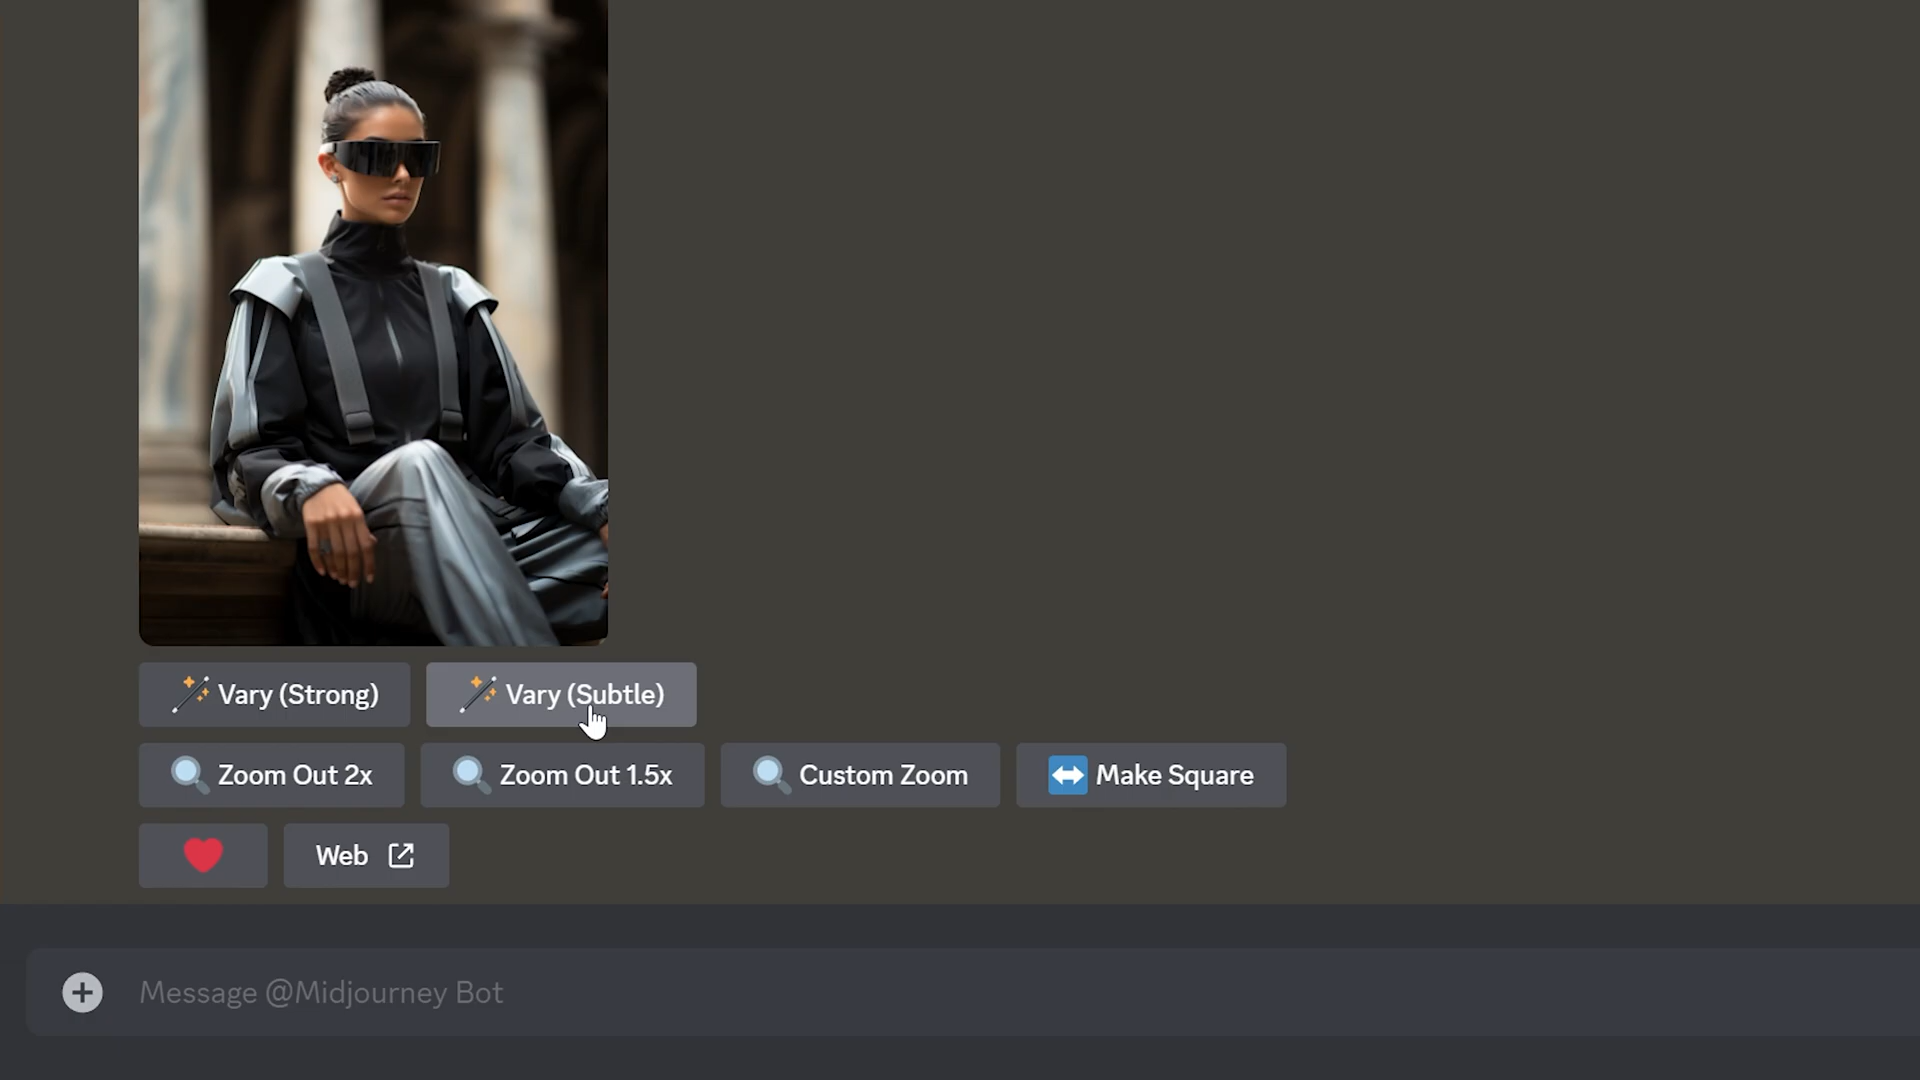 Vary (Strong) Vary (Subtle)
Zoom Out 2x Zoom Out 1.5x Custom Zoom Make Square
Web
Message @Midjourney Bot